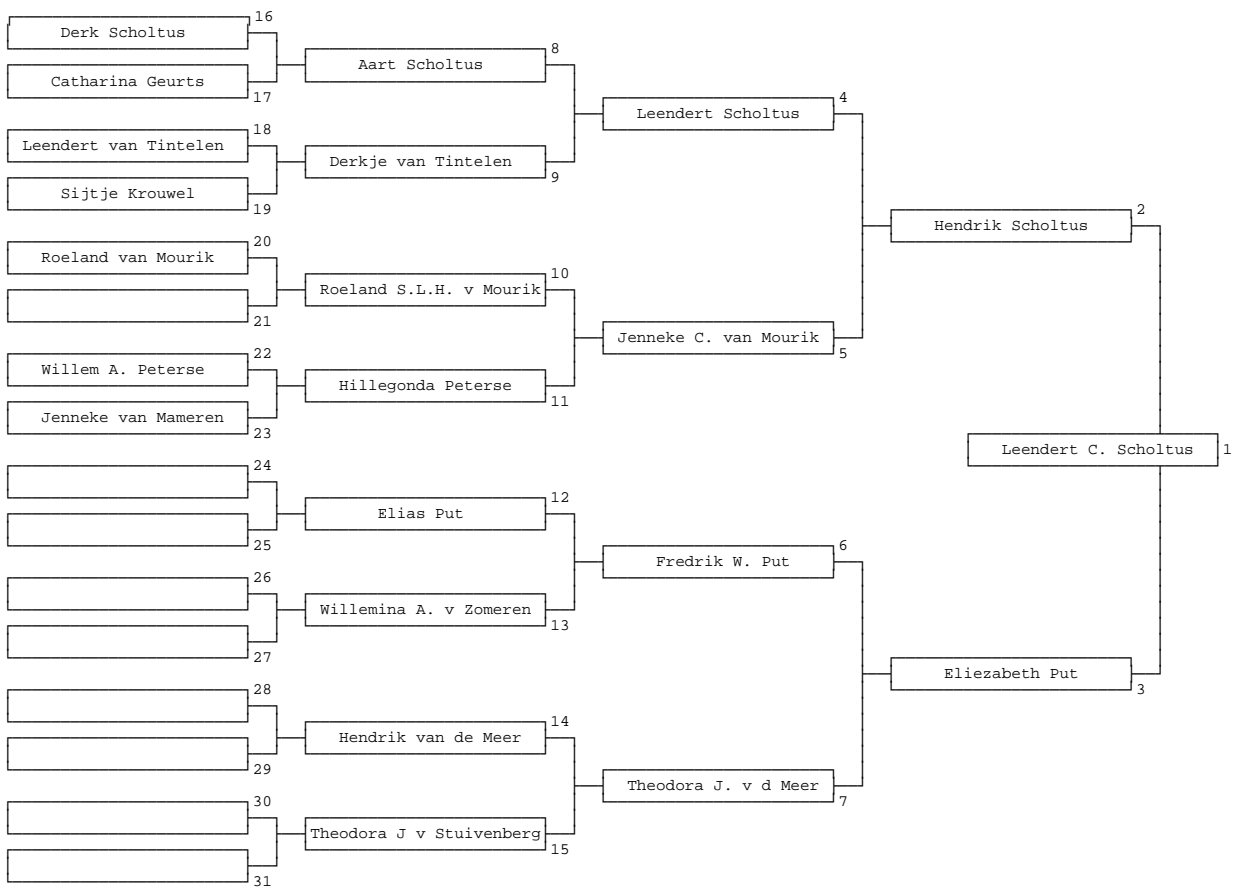 16
Derk Scholtus
8
Aart Scholtus
Catharina Geurts
17
4
Leendert Scholtus
18
Leendert van Tintelen
Derkje van Tintelen
9
Sijtje Krouwel
19
2
Hendrik Scholtus
20
Roeland van Mourik
10
Roeland S.L.H. v Mourik
21
Jenneke C. van Mourik
5
22
Willem A. Peterse
Hillegonda Peterse
11
Jenneke van Mameren
23
Leendert C. Scholtus 1
24
12
Elias Put
25
6
Fredrik W. Put
26
Willemina A. v Zomeren
13
27
Eliezabeth Put
3
28
14
Hendrik van de Meer
29
Theodora J. v d Meer
7
30
Theodora J v Stuivenberg
15
31